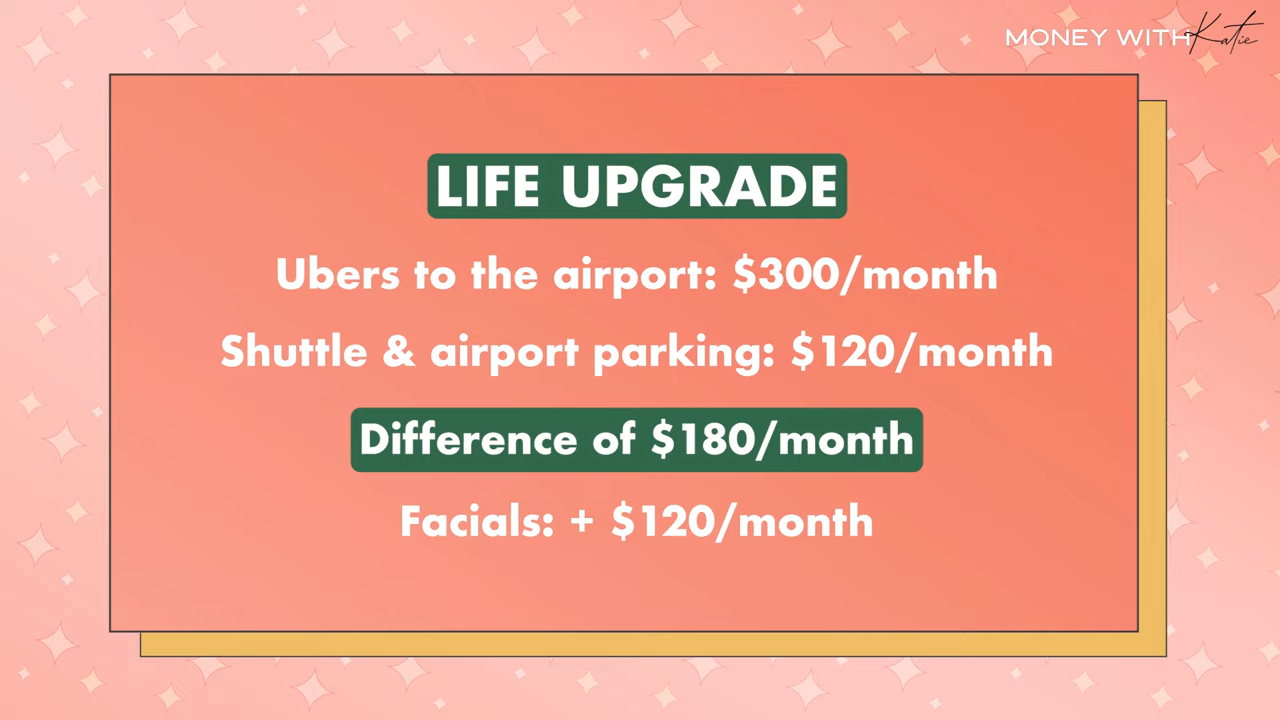 MONEY WITH Katie
LIFE UPGRADE
Ubers to the airport: $300/month
Shuttle & airport parking: $120/month
Difference of $180/month
Facials: + $120/month